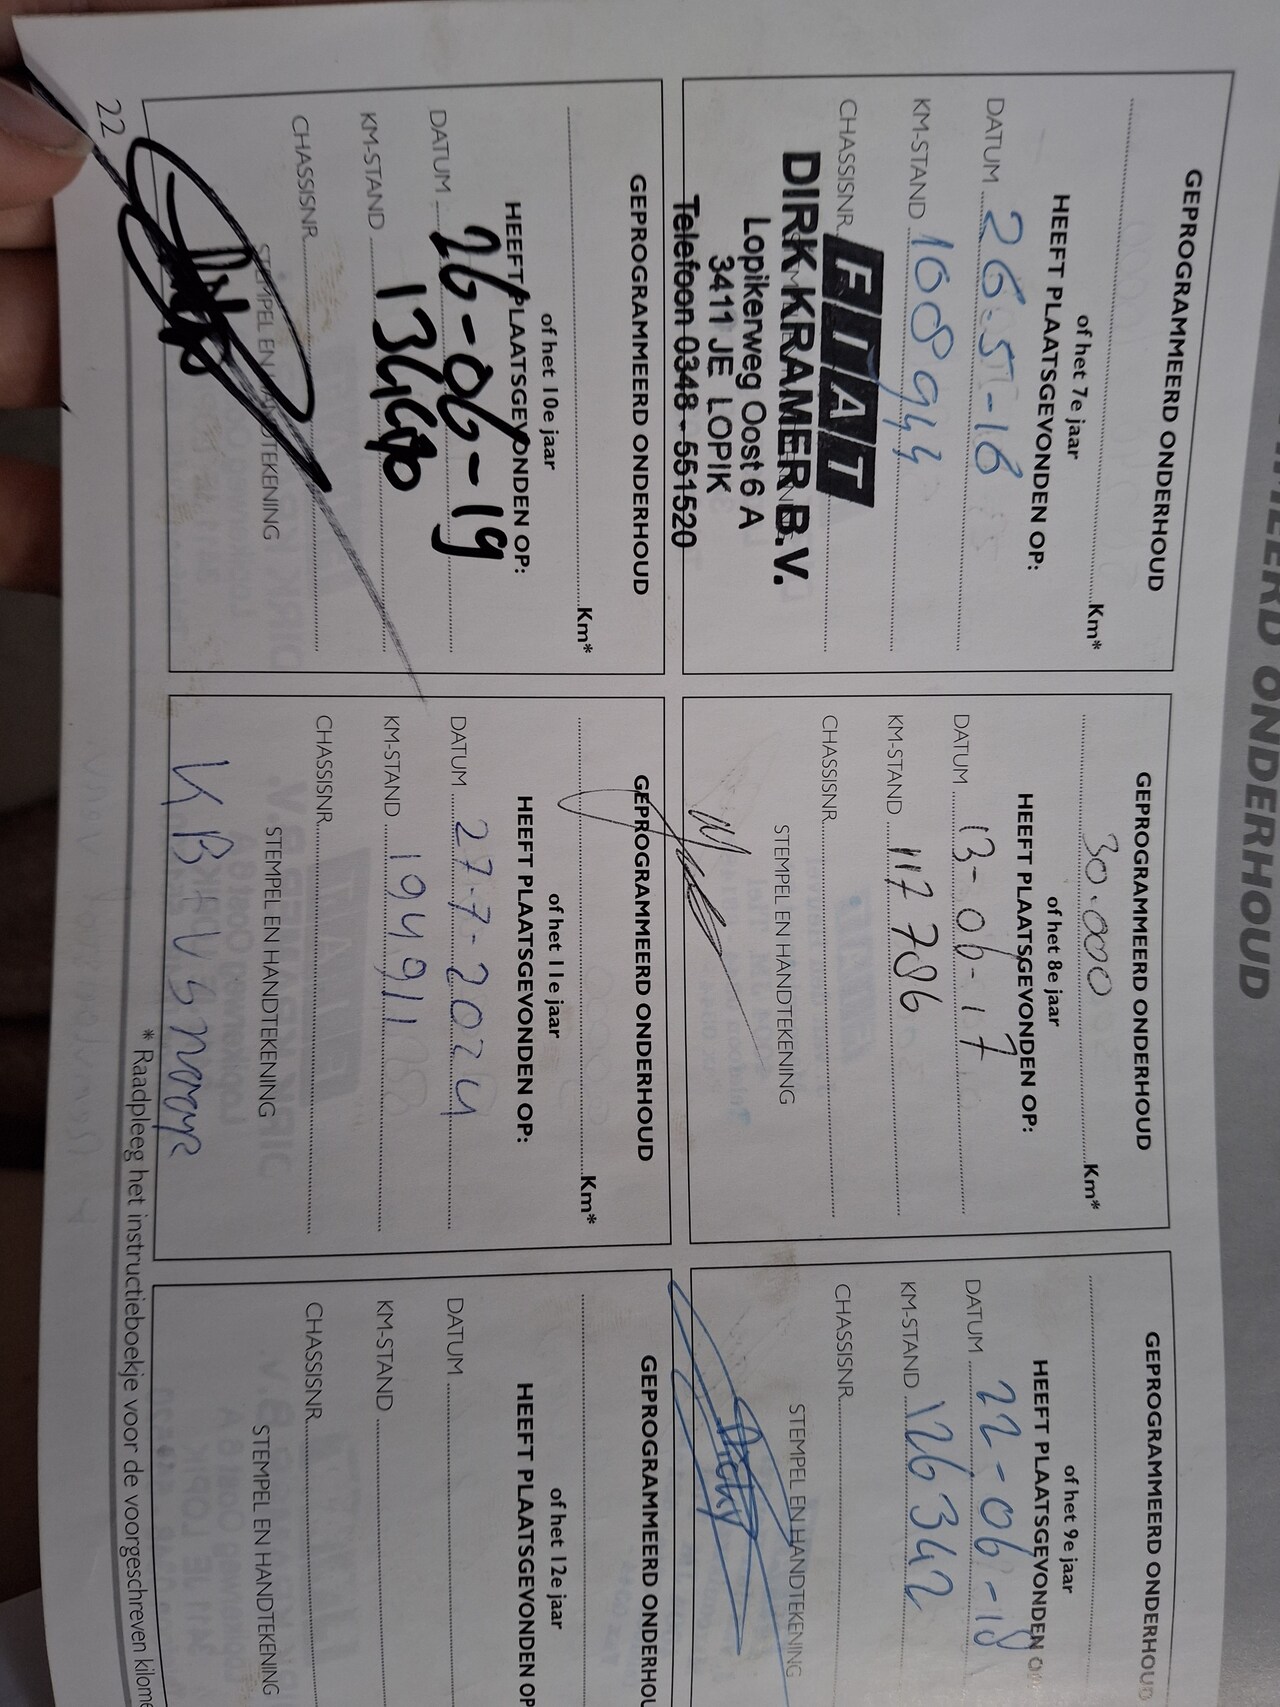 MEERD ONDERHOUD
GEPROGRAMMEERD ONDERHOUD
Km*
of het 7e jaar
HEEFT PLAATSGEVONDEN OP:
DATUM 26-5-16
KM-STAND 108944
CHASSISNR.
FIAT
DIRK KRAMER B.V.
Lopikerweg Oost 6 A
3411 JE LOPIK
Telefoon 0348 - 551520
GEPROGRAMMEERD ONDERHOUD
30.000 Km*
of het 8e jaar
HEEFT PLAATSGEVONDEN OP:
DATUM 13-06-17
KM-STAND 117786
CHASSISNR.
STEMPEL EN HANDTEKENING
GEPROGRAMMEERD ONDERHOUD
of het 9e jaar
HEEFT PLAATSGEVONDEN O
DATUM 22-06-18
KM-STAND 126342
CHASSISNR.
STEMPEL EN HANDTEKENING
GEPROGRAMMEERD ONDERHOUD
Km*
of het 10e jaar
HEEFT PLAATSGEVONDEN OP:
DATUM 26-06-19
KM-STAND
CHASSISNR.
STEMPEL EN HANDTEKENING
GEPROGRAMMEERD ONDERHOUD
Km*
of het 11e jaar
HEEFT PLAATSGEVONDEN OP:
DATUM 27-7-2024
KM-STAND 194911
CHASSISNR.
STEMPEL EN HANDTEKENING
GEPROGRAMMEERD ONDERHOU
of het 12e jaar
HEEFT PLAATSGEVONDEN OP
DATUM
KM-STAND
CHASSISNR.
STEMPEL EN HANDTEKENING
* Raadpleeg het instructieboekje voor de voorgeschreven kilome
22